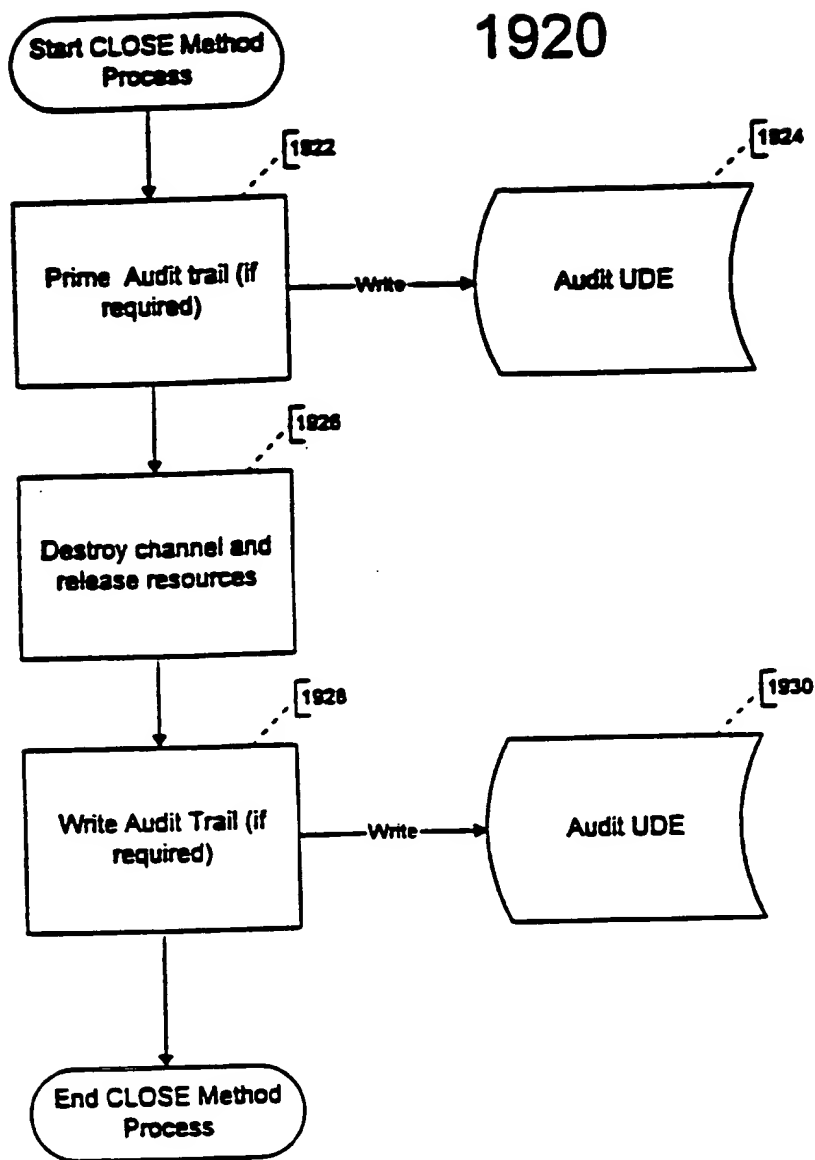 1920
Start CLOSE Method
Process
1922
1924
Prime Audit trail (if
required)
Write
Audit UDE
1926
Destroy channel and
release resources
1928
1930
Write Audit Trail (if
required)
Write
Audit UDE
End CLOSE Method
Process